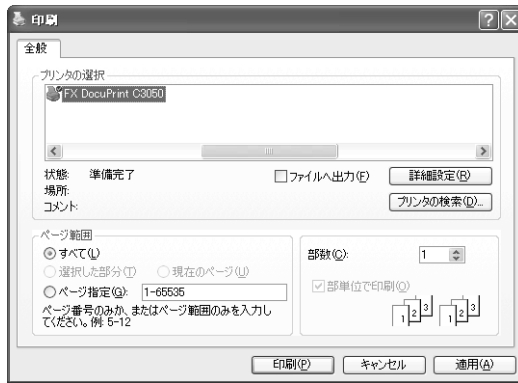 印刷
全般
プリンタの選択
FX DocuPrint C3050
状態: 準備完了
場所:
コメント:
ファイルへ出力(F)
詳細設定(R)
プリンタの検索(D)...
ページ範囲
すべて(L)
選択した部分(T) 現在のページ(U)
ページ指定(G): 1-65535
ページ番号のみか、またはページ範囲のみを入力し
てください。例: 5-12
部数(C): 1
部単位で印刷(O)
1 2 3 1 2 3
印刷(P) キャンセル 適用(A)